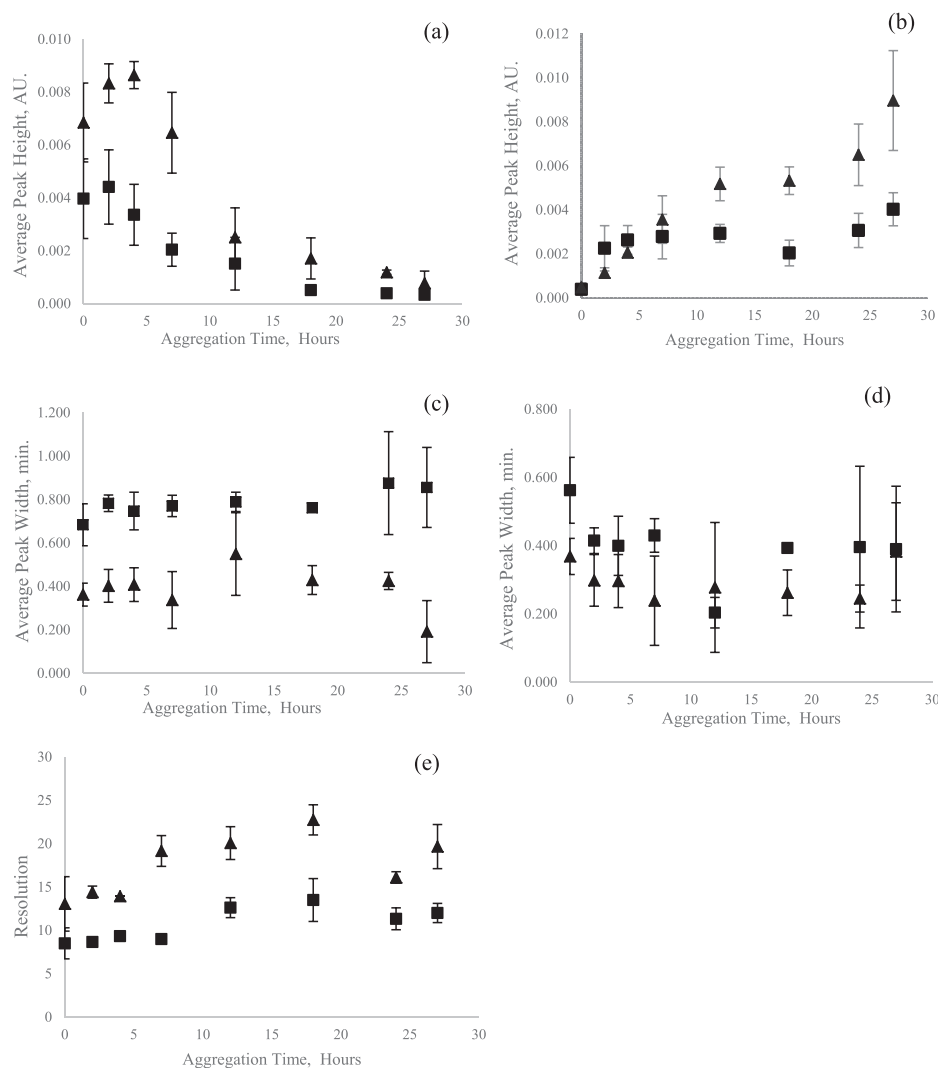 (a)
0.010
0.008
0.006
0.004
0.002
0.000
Average Peak Height, AU.
0 5 10 15 20 25 30
Aggregation Time, Hours
(b)
0.012
0.010
0.008
0.006
0.004
0.002
0.000
Average Peak Height, AU.
0 5 10 15 20 25 30
Aggregation Time, Hours
(c)
1.200
1.000
0.800
0.600
0.400
0.200
0.000
Average Peak Width, min.
0 5 10 15 20 25 30
Aggregation Time, Hours
(d)
0.800
0.600
0.400
0.200
0.000
Average Peak Width, min.
0 5 10 15 20 25 30
Aggregation Time, Hours
(e)
30
25
20
15
10
5
0
Resolution
0 5 10 15 20 25 30
Aggregation Time, Hours